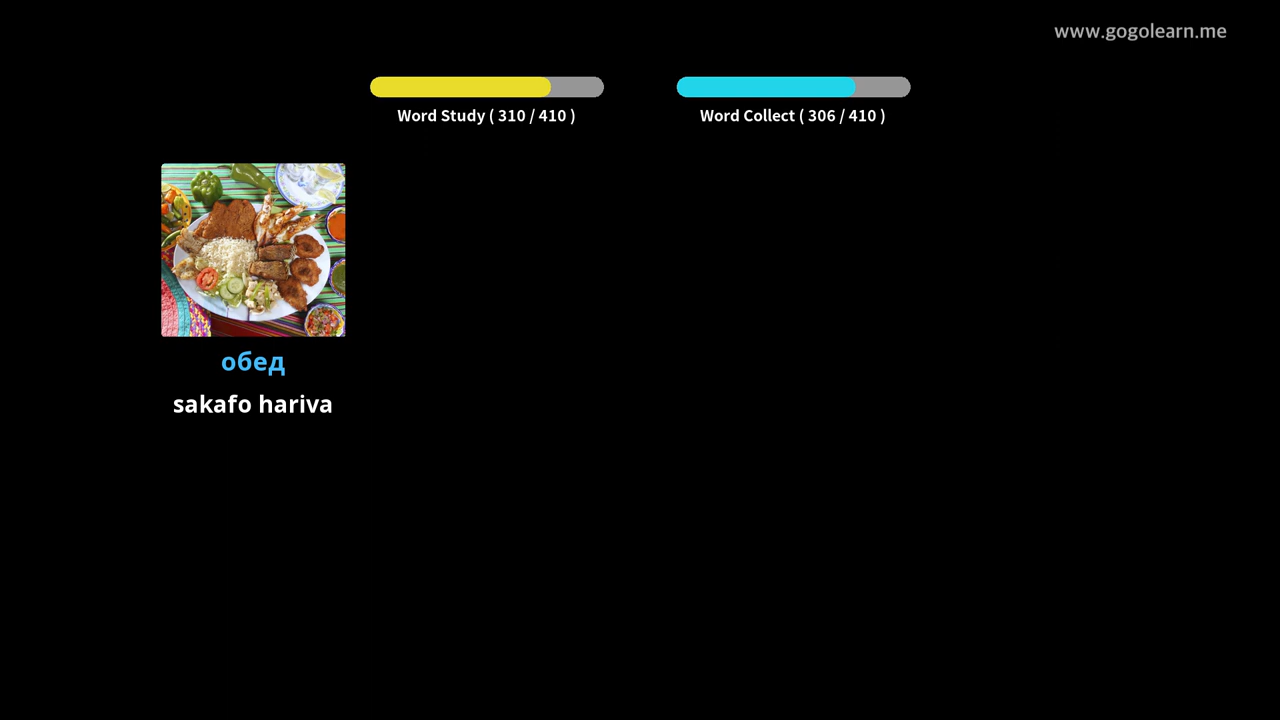 www.gogolearn.me
Word Study ( 310 / 410 )
Word Collect ( 306 / 410 )
обед
sakafo hariva